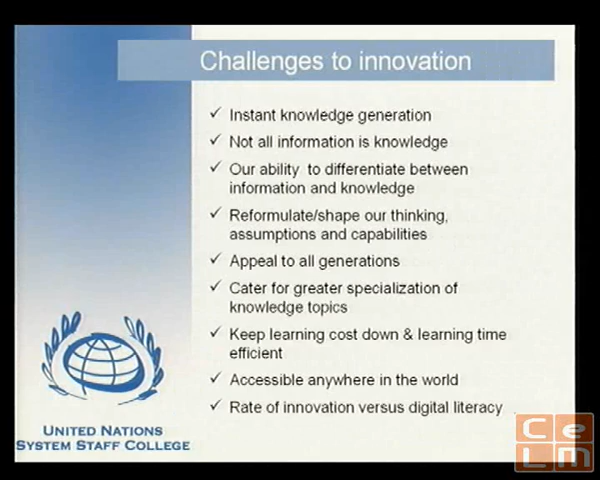 Challenges to innovation
✓ Instant knowledge generation
✓ Not all information is knowledge
✓ Our ability to differentiate between
information and knowledge
✓ Reformulate/shape our thinking,
assumptions and capabilities
✓ Appeal to all generations
✓ Cater for greater specialization of
knowledge topics
✓ Keep learning cost down & learning time
efficient
✓ Accessible anywhere in the world
✓ Rate of innovation versus digital literacy
UNITED NATIONS
SYSTEM STAFF COLLEGE
C e
L m